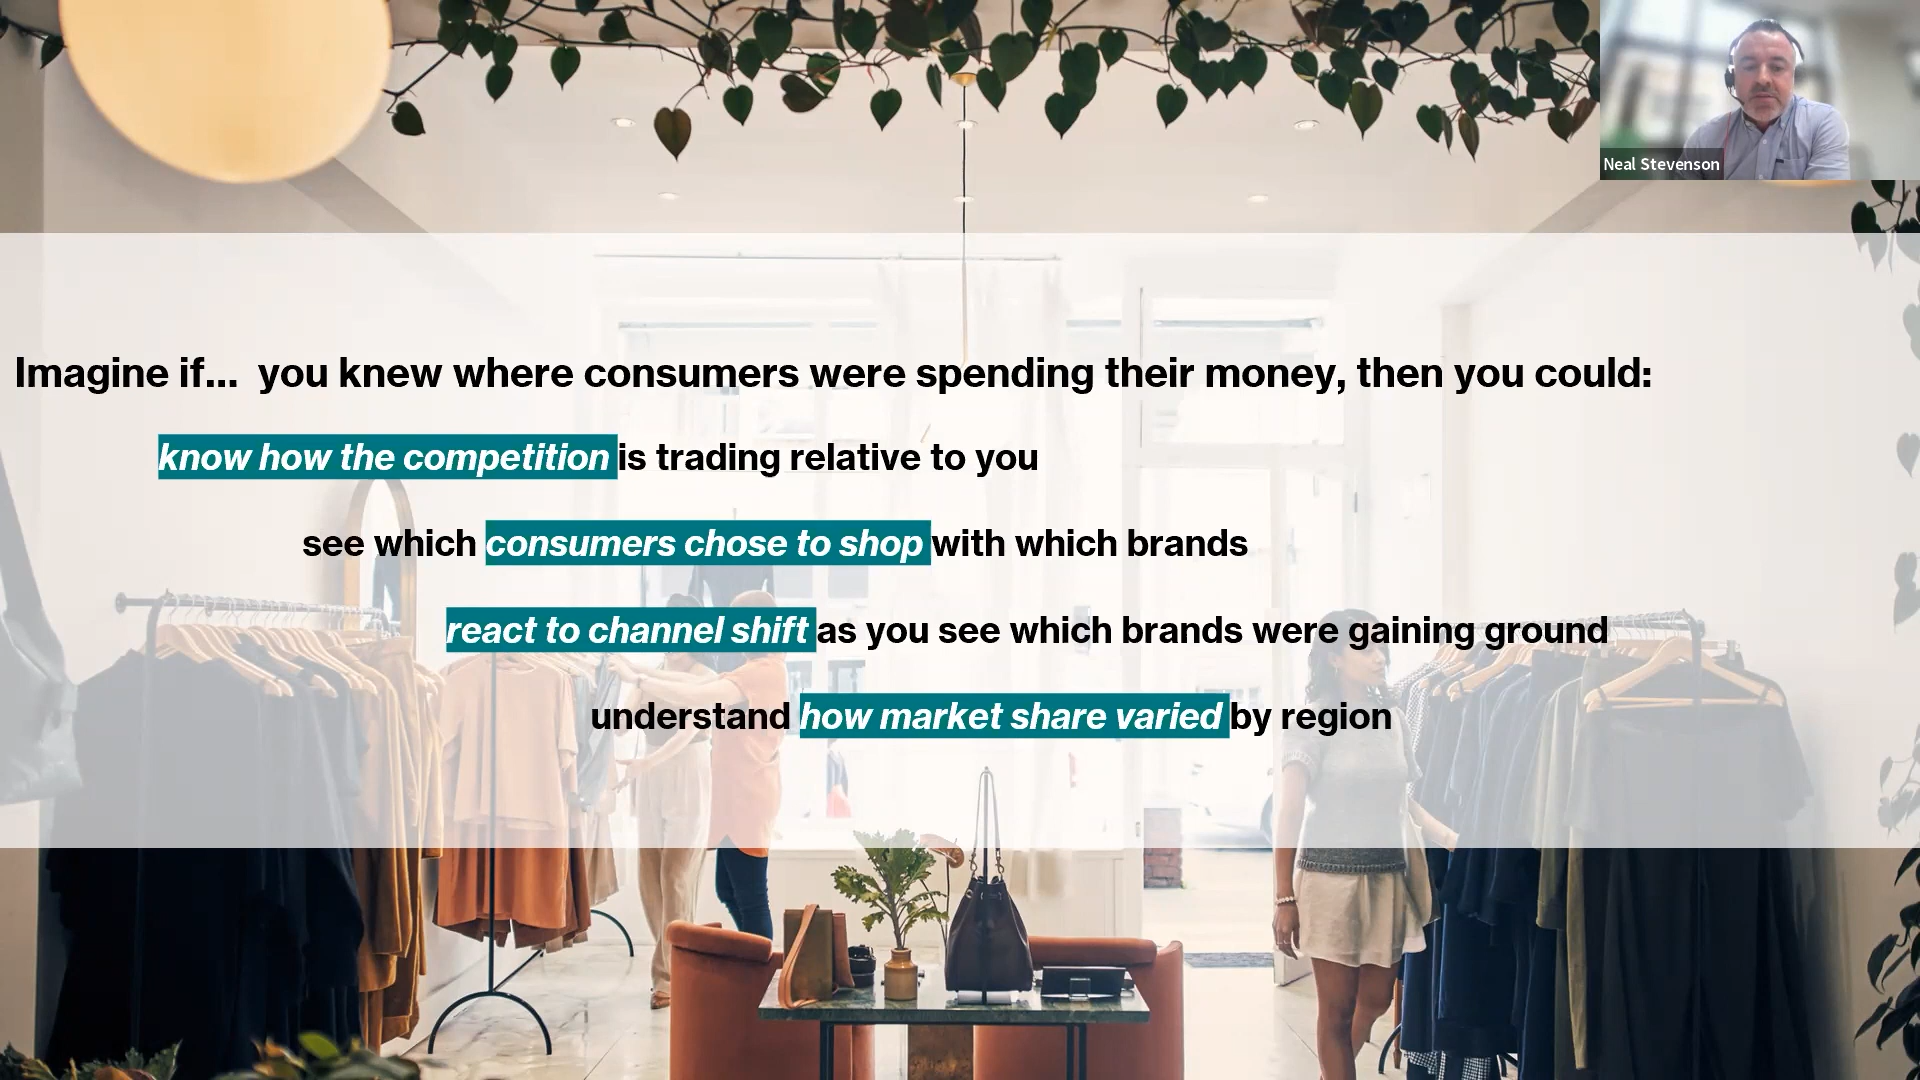 Neal Stevenson
Imagine if... you knew where consumers were spending their money, then you could:
know how the competition is trading relative to you
see which consumers chose to shop with which brands
react to channel shift as you see which brands were gaining ground
understand how market share varied by region